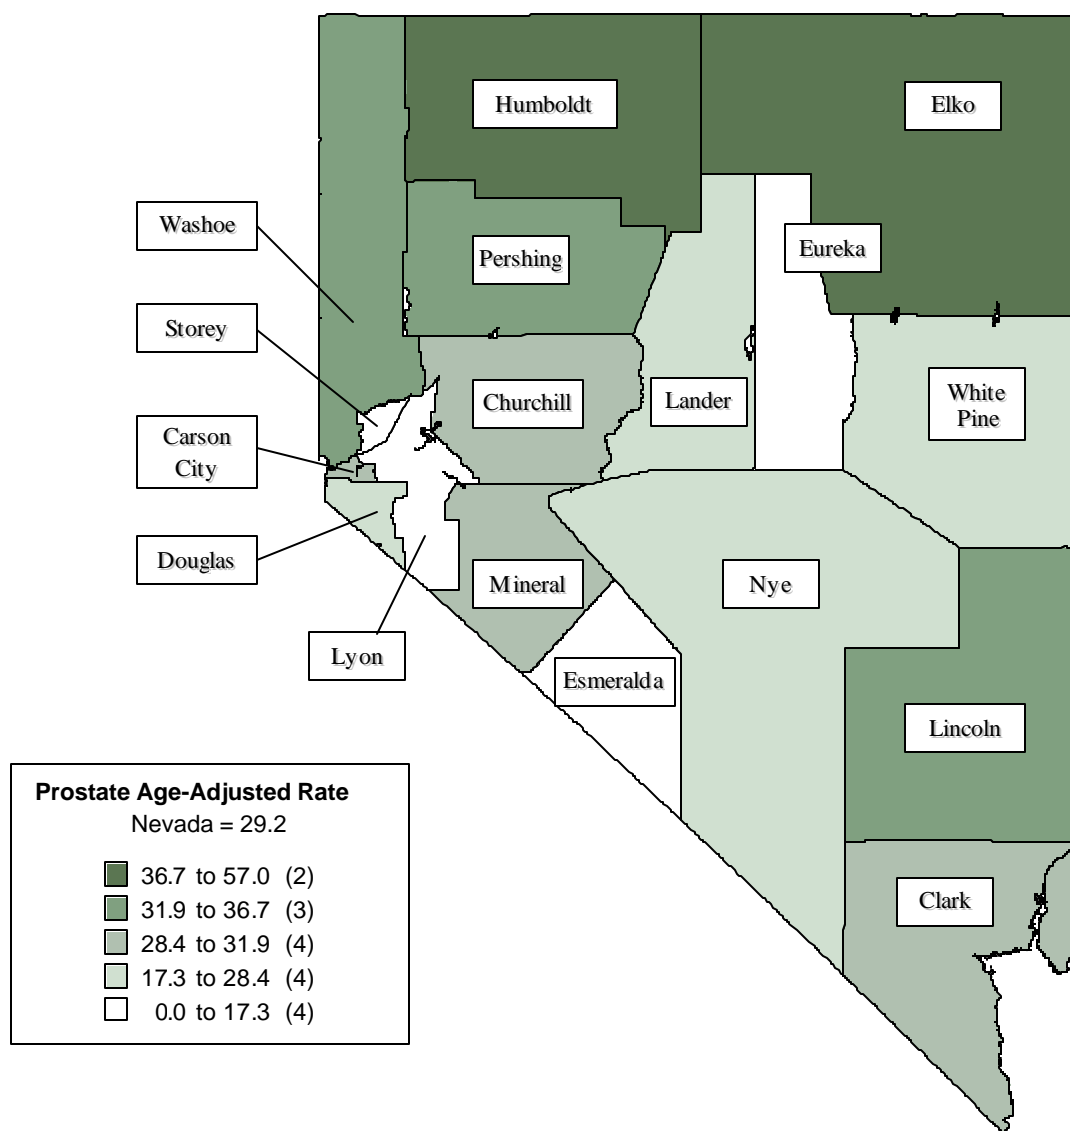 Humboldt
Elko
Washoe
Pershing
Eureka
Storey
Churchill
Lander
White
Pine
Carson
City
Douglas
Mineral
Nye
Lyon
Esmeralda
Lincoln
Clark
Prostate Age-Adjusted Rate
Nevada = 29.2
36.7 to 57.0 (2)
31.9 to 36.7 (3)
28.4 to 31.9 (4)
17.3 to 28.4 (4)
0.0 to 17.3 (4)